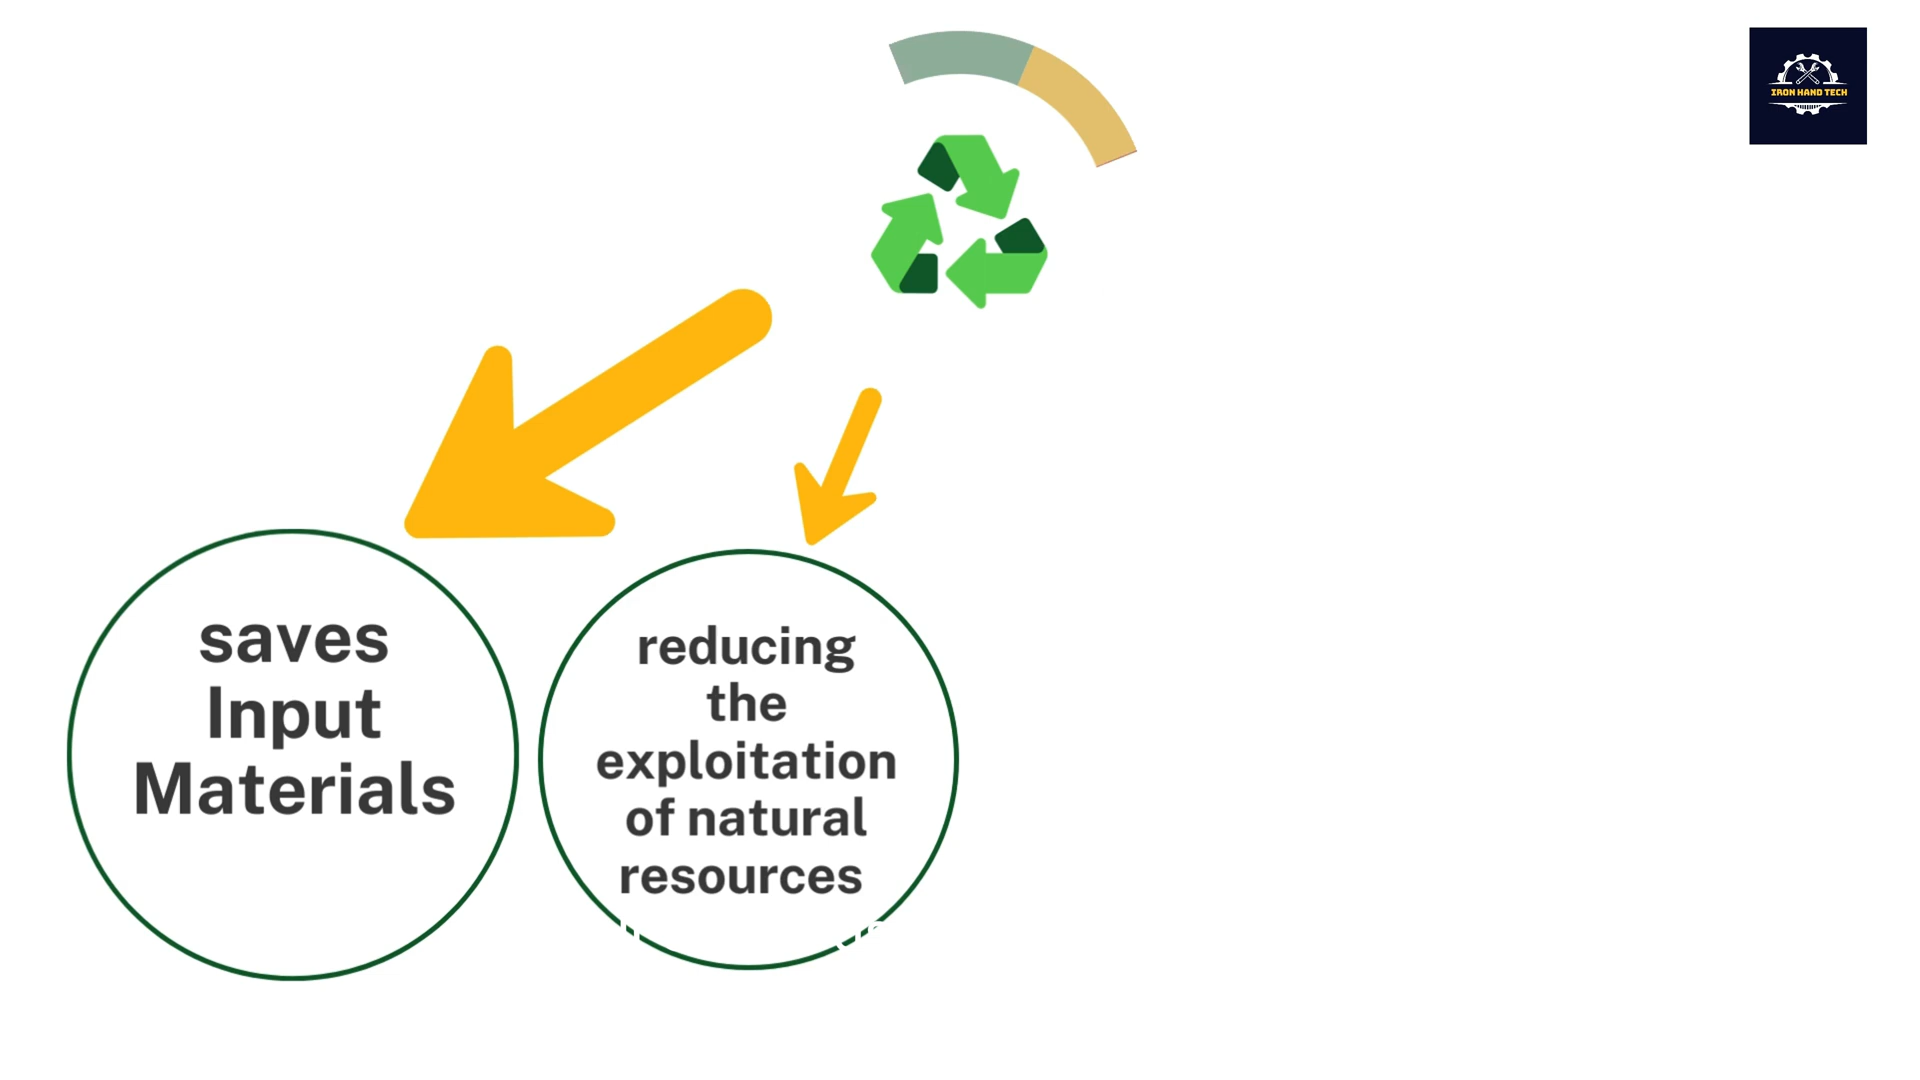 IRON HAND TECH
saves
Input
Materials
reducing
the
exploitation
of natural
resources